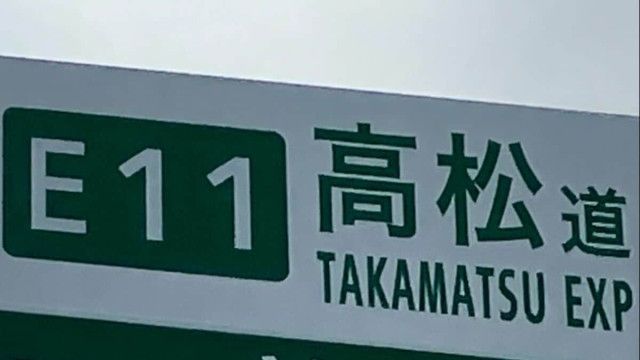 E11 高松道
TAKAMATSU EXP